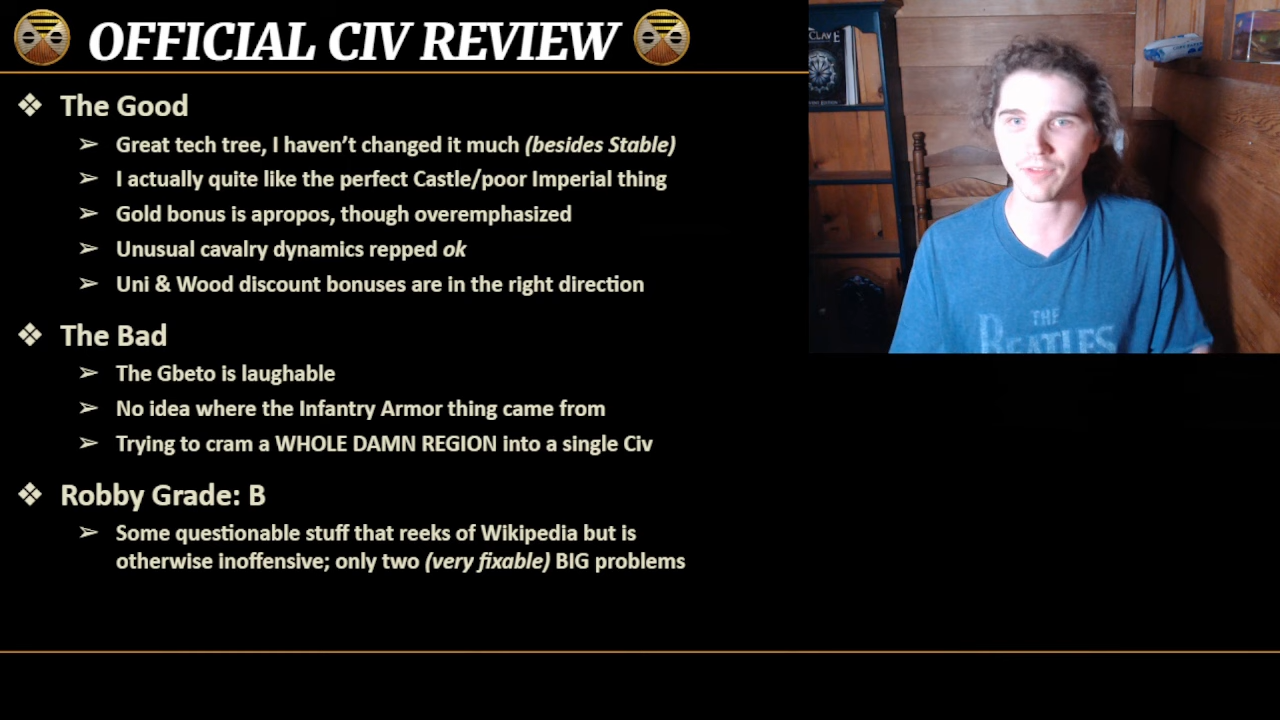 OFFICIAL CIV REVIEW
❖ The Good
➢ Great tech tree, I haven't changed it much (besides Stable)
➢ I actually quite like the perfect Castle/poor Imperial thing
➢ Gold bonus is apropos, though overemphasized
➢ Unusual cavalry dynamics repped ok
➢ Uni & Wood discount bonuses are in the right direction
❖ The Bad
➢ The Gbeto is laughable
➢ No idea where the Infantry Armor thing came from
➢ Trying to cram a WHOLE DAMN REGION into a single Civ
❖ Robby Grade: B
➢ Some questionable stuff that reeks of Wikipedia but is
otherwise inoffensive; only two (very fixable) BIG problems
THE
BEATLES